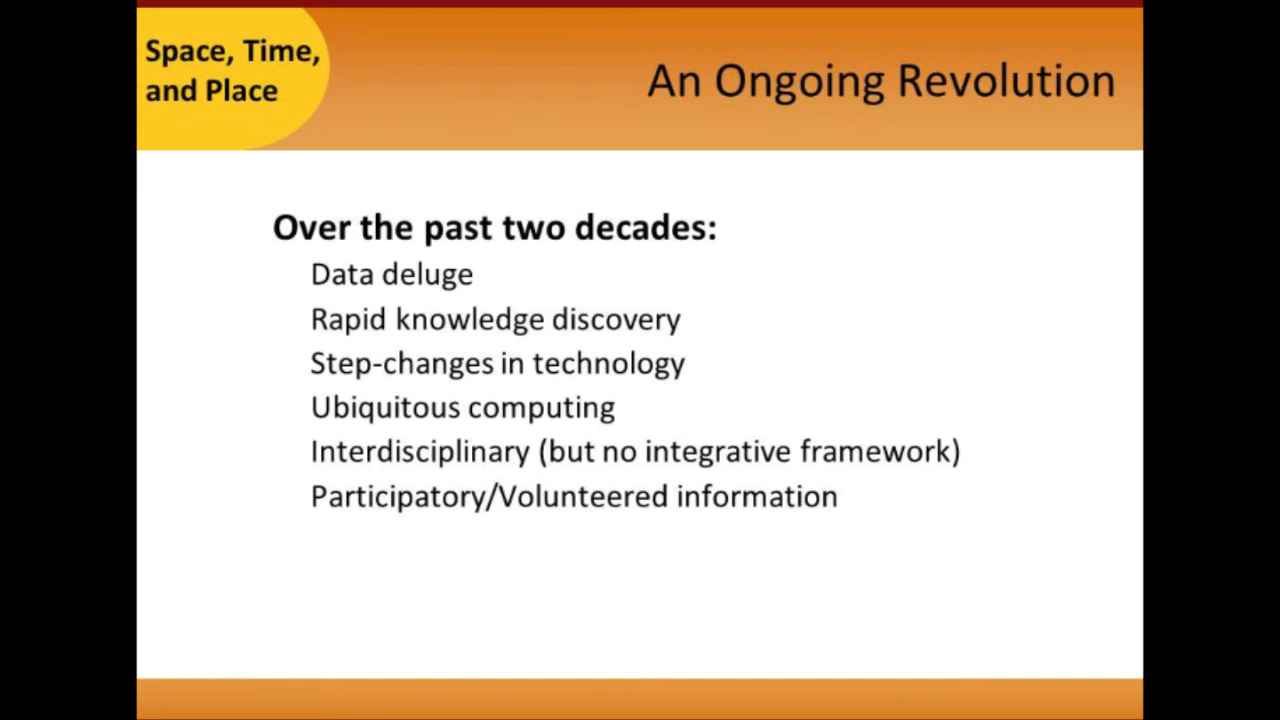 Space, Time,
and Place
An Ongoing Revolution
Over the past two decades:
Data deluge
Rapid knowledge discovery
Step-changes in technology
Ubiquitous computing
Interdisciplinary (but no integrative framework)
Participatory/Volunteered information